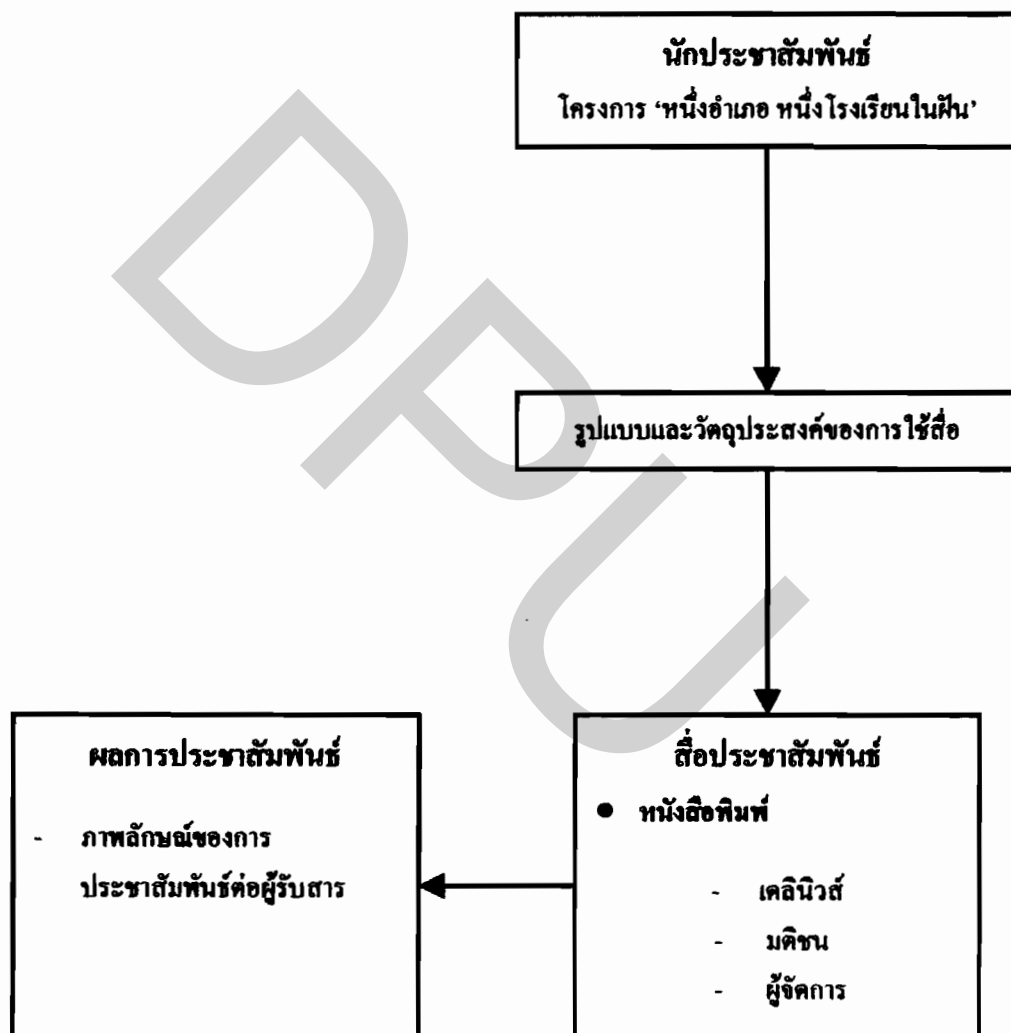 นักประชาสัมพันธ์
โครงการ ‘หนึ่งอำเภอ หนึ่งโรงเรียนในฝัน’
รูปแบบและวัตถุประสงค์ของการใช้สื่อ
สื่อประชาสัมพันธ์
● หนังสือพิมพ์
- เดลินิวส์
- มติชน
- ผู้จัดการ
ผลการประชาสัมพันธ์
- ภาพลักษณ์ของการ
ประชาสัมพันธ์ต่อผู้รับสาร
DPU